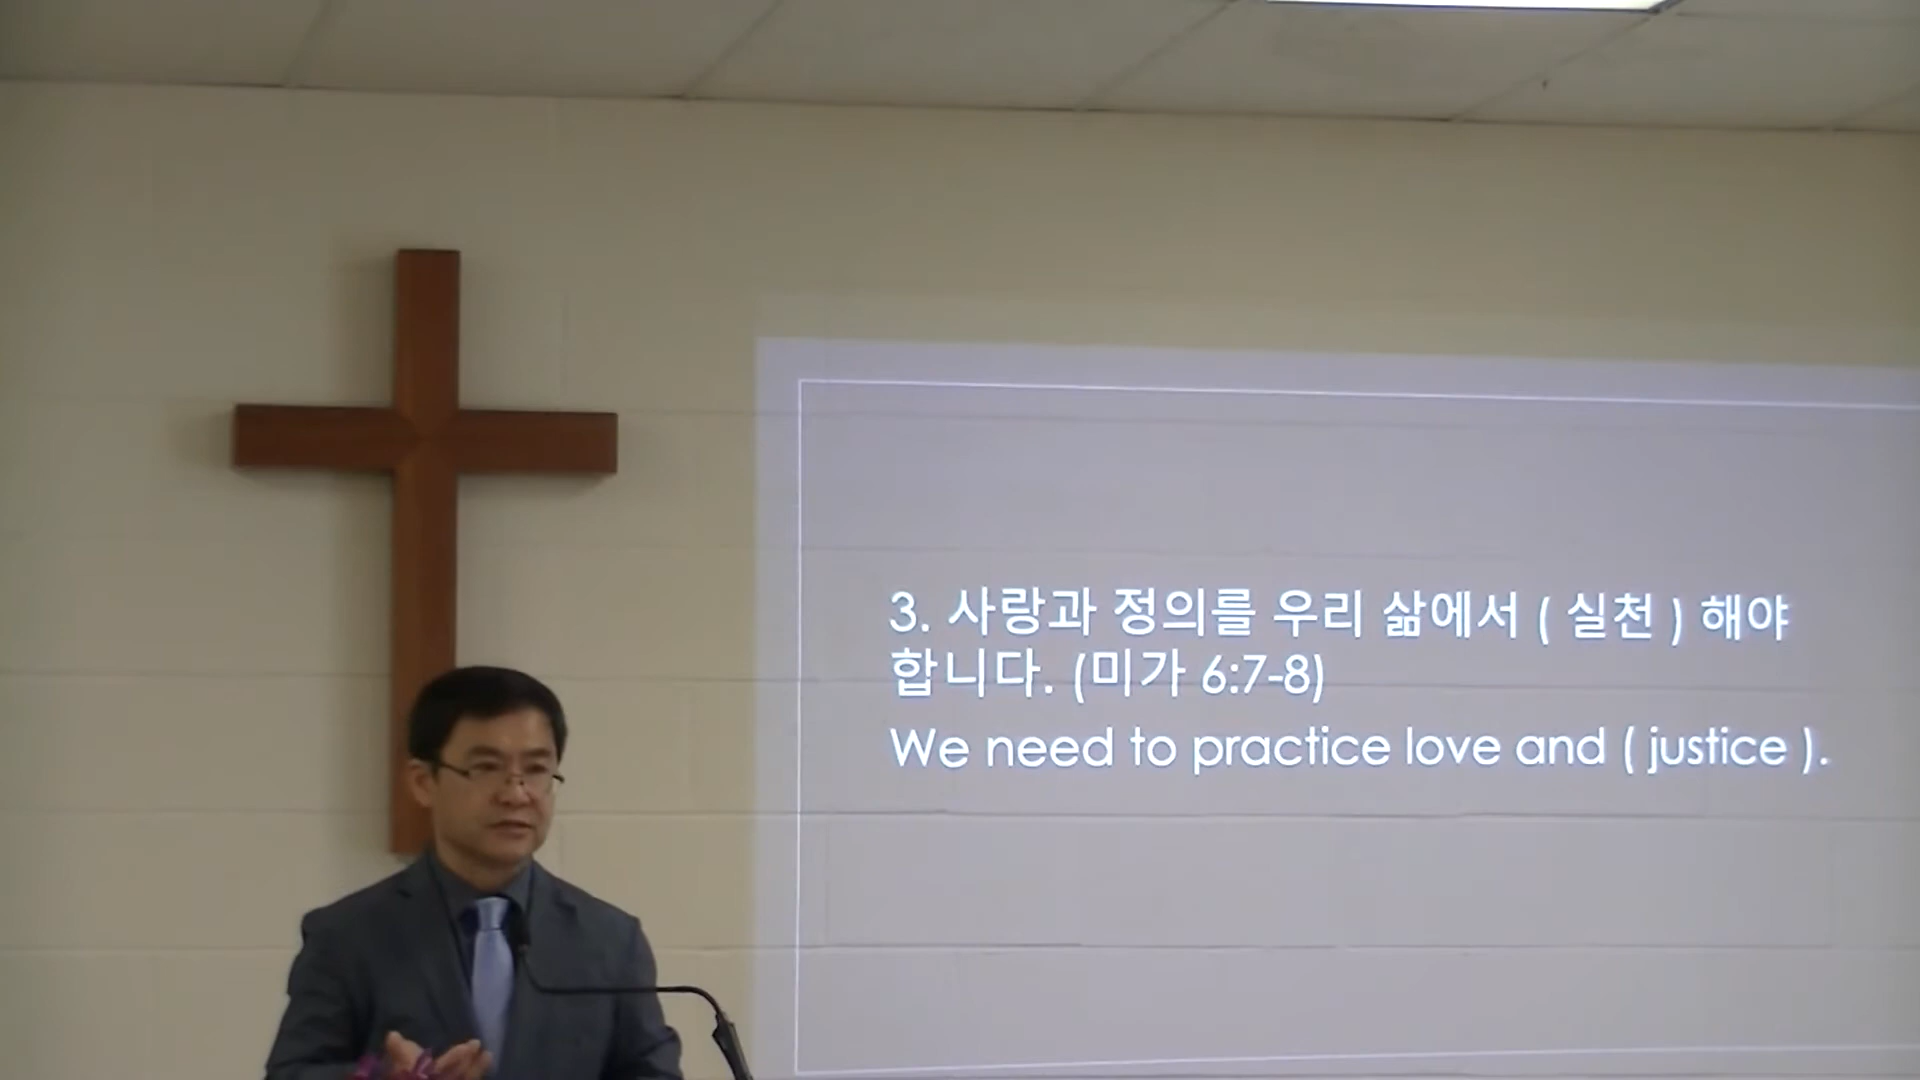 3. 사랑과 정의를 우리 삶에서 ( 실천 ) 해야
합니다. (미가 6:7-8)
We need to practice love and ( justice ).